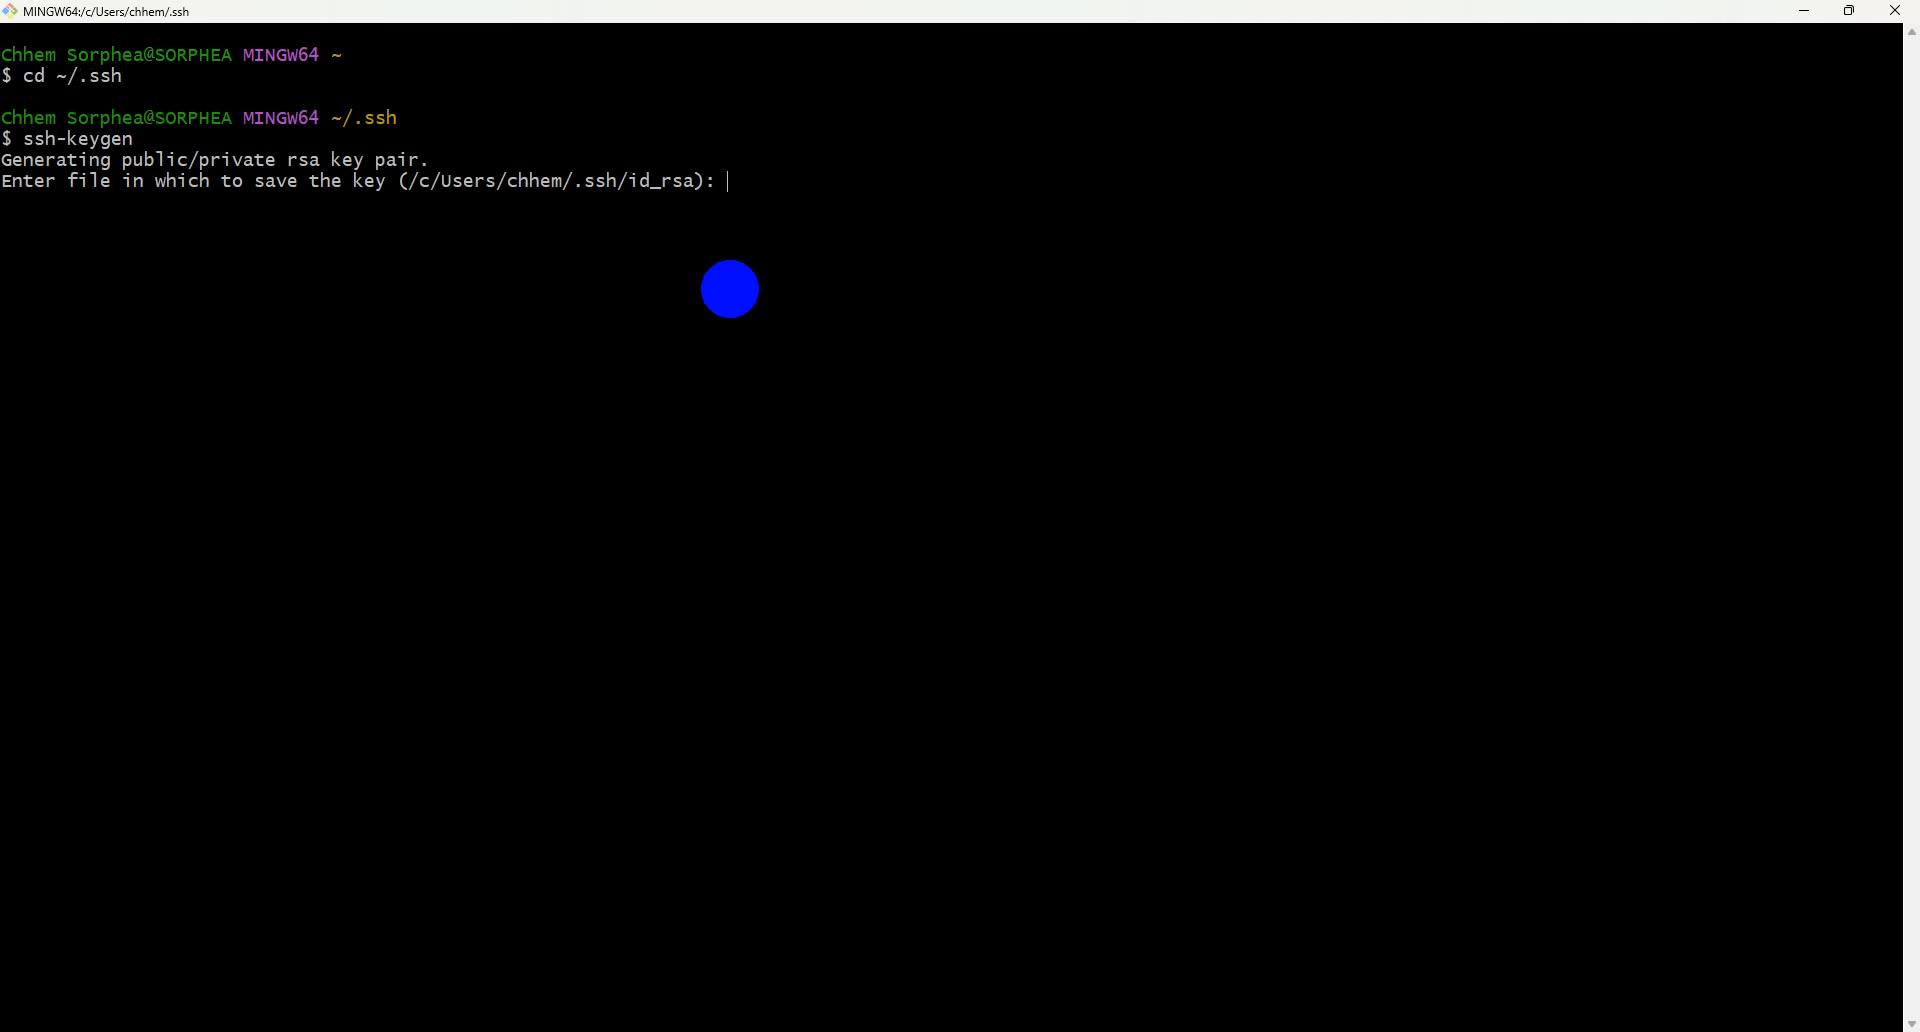 MINGW64:/c/Users/chhem/.ssh
Chhem Sorphea@SORPHEA MINGW64 ~
$ cd ~/.ssh
Chhem Sorphea@SORPHEA MINGW64 ~/.ssh
$ ssh-keygen
Generating public/private rsa key pair.
Enter file in which to save the key (/c/Users/chhem/.ssh/id_rsa):